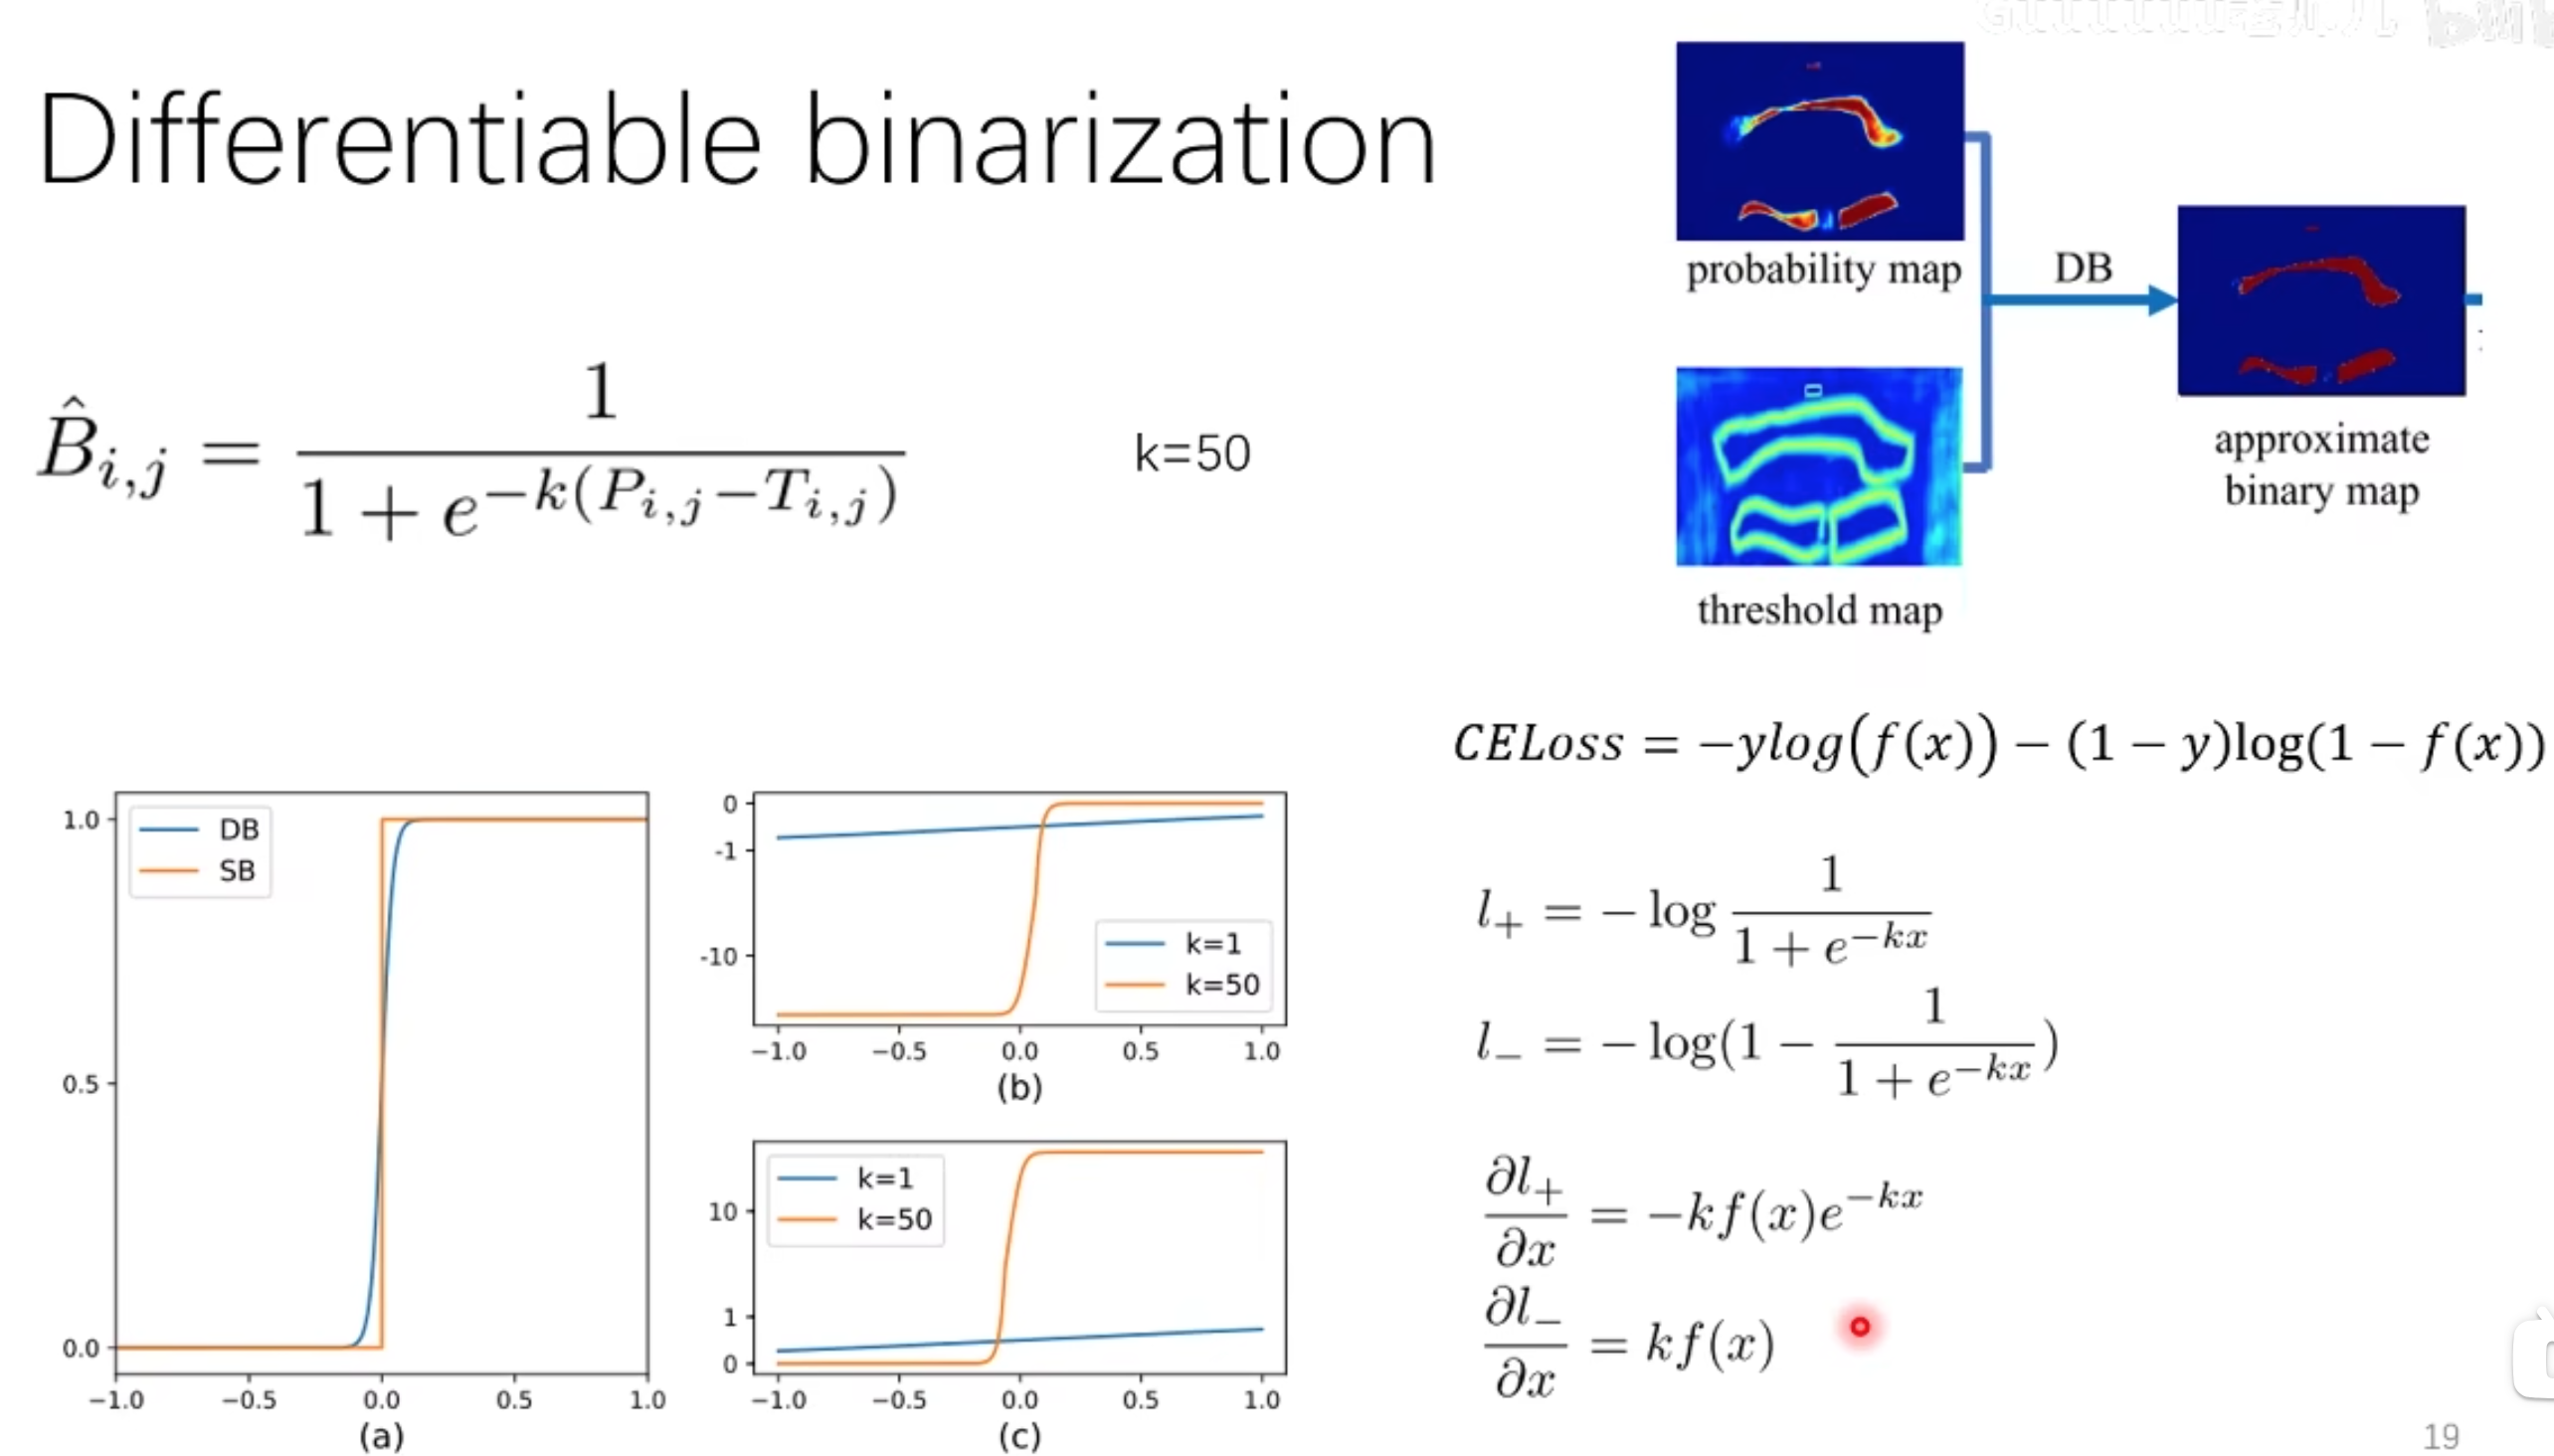 Differentiable binarization
probability map
DB
threshold map
approximate
binary map
B̂_{i,j} = 1 / (1 + e^{-k(P_{i,j} - T_{i,j})})
k=50
CELoss = −ylog(f(x)) − (1 − y)log(1 − f(x))
l_+ = − log 1 / (1 + e^{−kx})
l_− = − log(1 − 1 / (1 + e^{−kx}))
∂l_+ / ∂x = −kf(x)e^{−kx}
∂l_− / ∂x = kf(x)
DB
SB
1.0
0.5
0.0
−1.0 −0.5 0.0 0.5 1.0
(a)
0
-1
-10
k=1
k=50
−1.0 −0.5 0.0 0.5 1.0
(b)
k=1
k=50
10
1
0
−1.0 −0.5 0.0 0.5 1.0
(c)
19